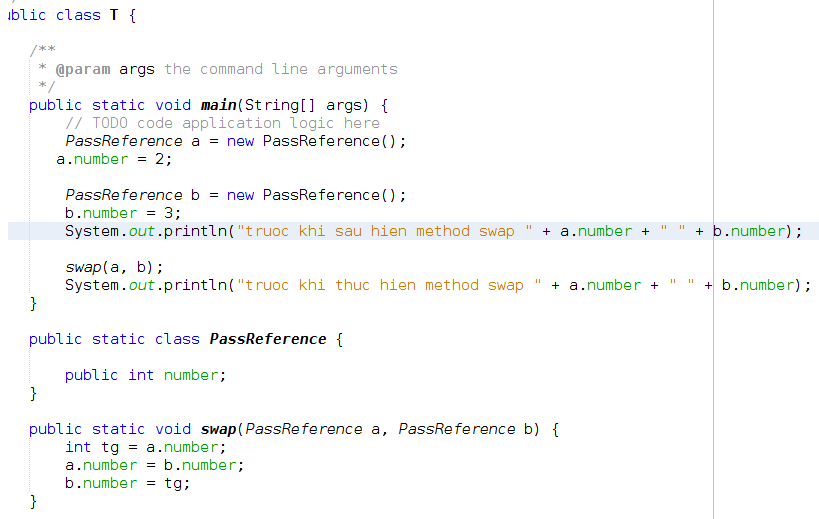 ublic class T {
/**
* @param args the command line arguments
*/
public static void main(String[] args) {
// TODO code application logic here
PassReference a = new PassReference();
a.number = 2;
PassReference b = new PassReference();
b.number = 3;
System.out.println("truoc khi sau hien method swap " + a.number + " " + b.number);
swap(a, b);
System.out.println("truoc khi thuc hien method swap " + a.number + " " + b.number);
}
public static class PassReference {
public int number;
}
public static void swap(PassReference a, PassReference b) {
int tg = a.number;
a.number = b.number;
b.number = tg;
}